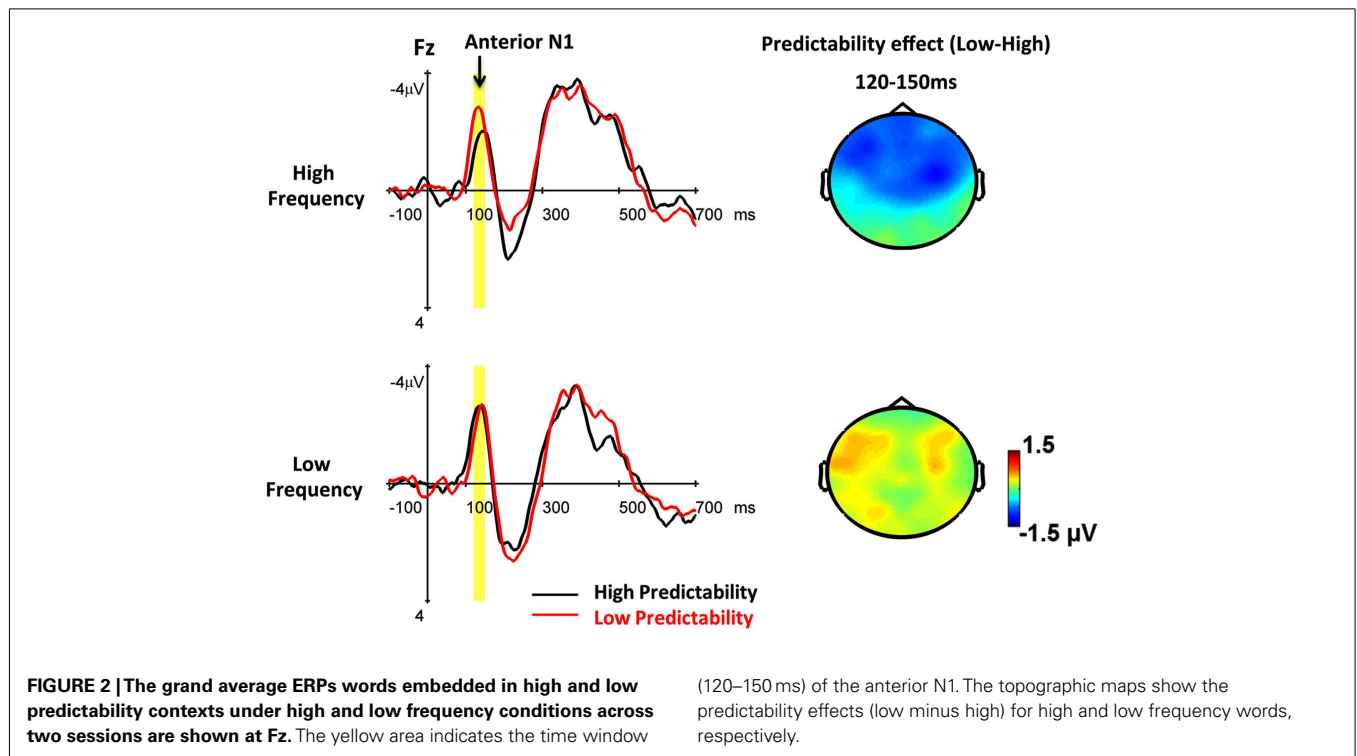 Fz
Anterior N1
Predictability effect (Low-High)
120-150ms
-4µV
High
Frequency
-100 100 300 500 700 ms
4
-4µV
Low
Frequency
-100 100 300 500 700 ms
4
1.5
-1.5 µV
High Predictability
Low Predictability
FIGURE 2 | The grand average ERPs words embedded in high and low
predictability contexts under high and low frequency conditions across
two sessions are shown at Fz. The yellow area indicates the time window
(120–150 ms) of the anterior N1. The topographic maps show the
predictability effects (low minus high) for high and low frequency words,
respectively.